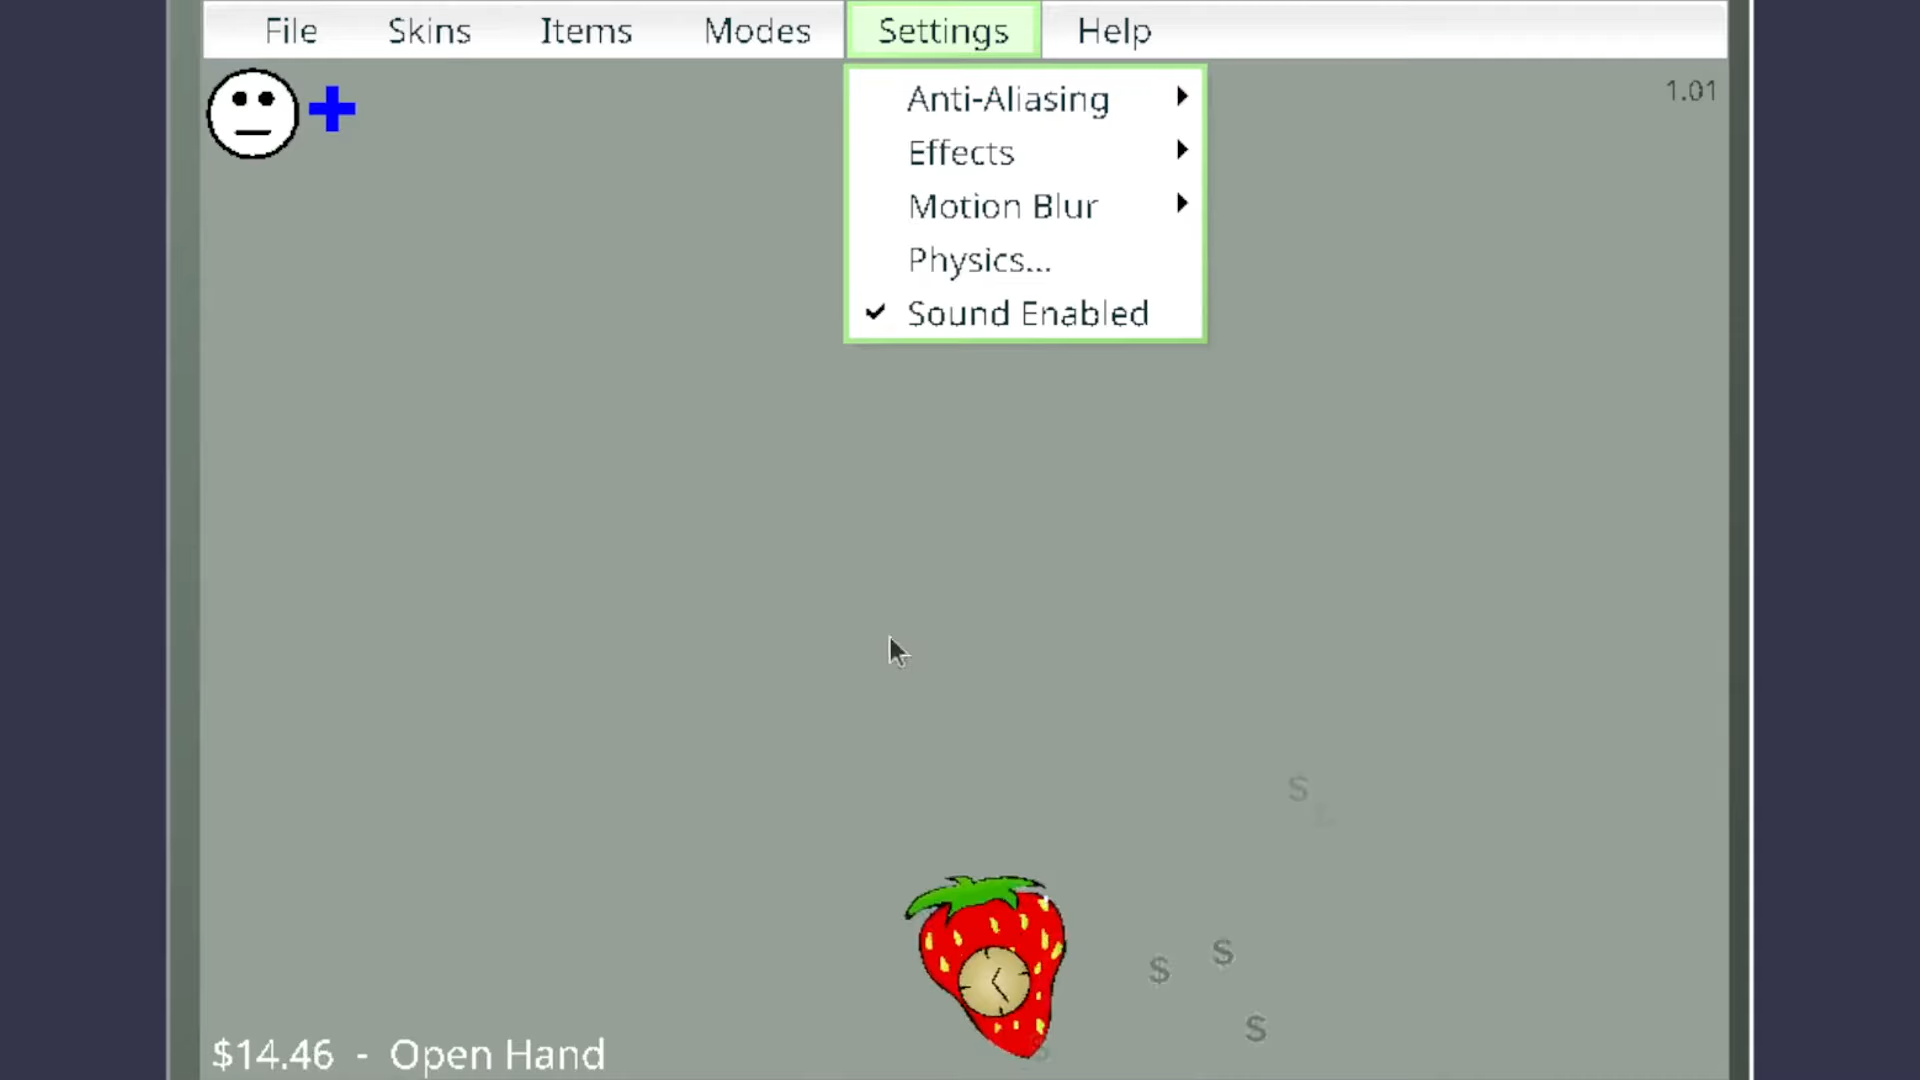 File Skins Items Modes Settings Help
1.01
Anti-Aliasing
Effects
Motion Blur
Physics...
Sound Enabled
$
$ $
$
$14.46 - Open Hand